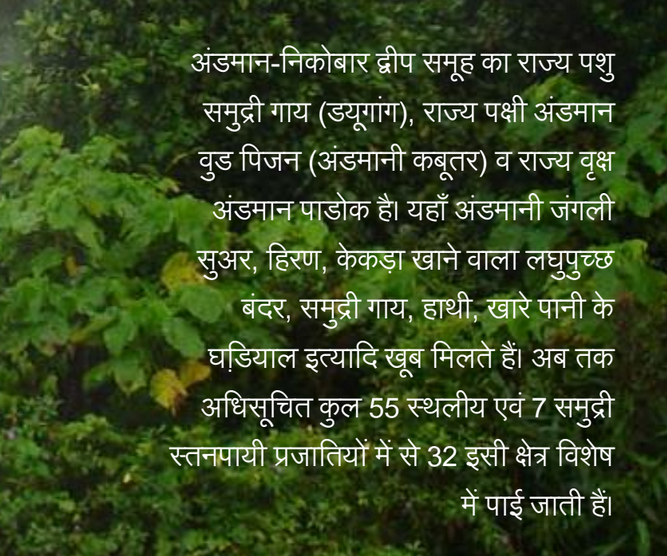 अंडमान-निकोबार द्वीप समूह का राज्य पशु
समुद्री गाय (डयूगांग), राज्य पक्षी अंडमान
वुड पिजन (अंडमानी कबूतर) व राज्य वृक्ष
अंडमान पाडोक है। यहाँ अंडमानी जंगली
सुअर, हिरण, केकड़ा खाने वाला लघुपुच्छ
बंदर, समुद्री गाय, हाथी, खारे पानी के
घडि़याल इत्यादि खूब मिलते हैं। अब तक
अधिसूचित कुल 55 स्थलीय एवं 7 समुद्री
स्तनपायी प्रजातियों में से 32 इसी क्षेत्र विशेष
में पाई जाती हैं।